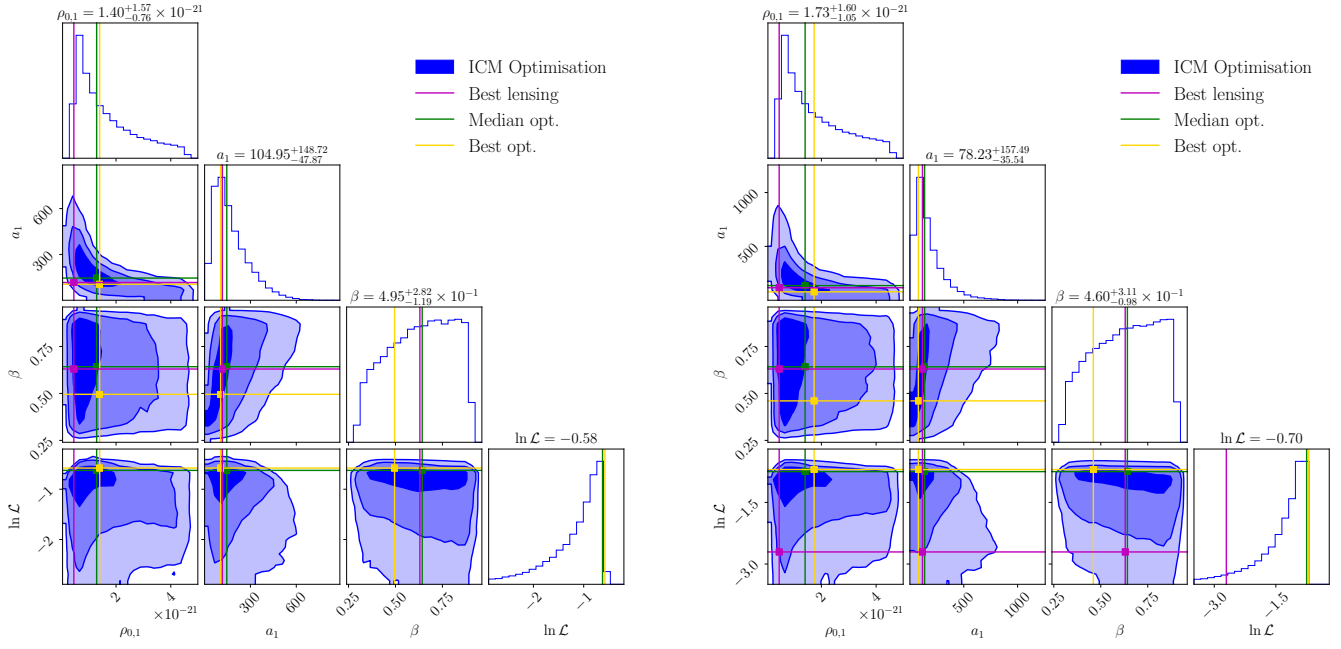 ρ₀,₁ = 1.40 +1.57 −0.76 × 10⁻²¹
ICM Optimisation
Best lensing
Median opt.
Best opt.
a₁ = 104.95 +148.72 −47.87
600
300
a₁
β = 4.95 +2.82 −1.19 × 10⁻¹
0.75
0.50
0.25
β
ln ℒ = −0.58
−1
−2
ln ℒ
2
×10⁻²¹
ρ₀,₁
300
600
a₁
0.25
0.50
0.75
β
−2
−1
ln ℒ
ρ₀,₁ = 1.73 +1.60 −1.05 × 10⁻²¹
ICM Optimisation
Best lensing
Median opt.
Best opt.
a₁ = 78.23 +157.49 −35.54
1000
500
a₁
β = 4.60 +3.11 −0.98 × 10⁻¹
0.75
0.50
0.25
β
ln ℒ = −0.70
−1.5
−3.0
ln ℒ
2
×10⁻²¹
ρ₀,₁
500
1000
a₁
0.25
0.50
0.75
β
−3.0
−1.5
ln ℒ